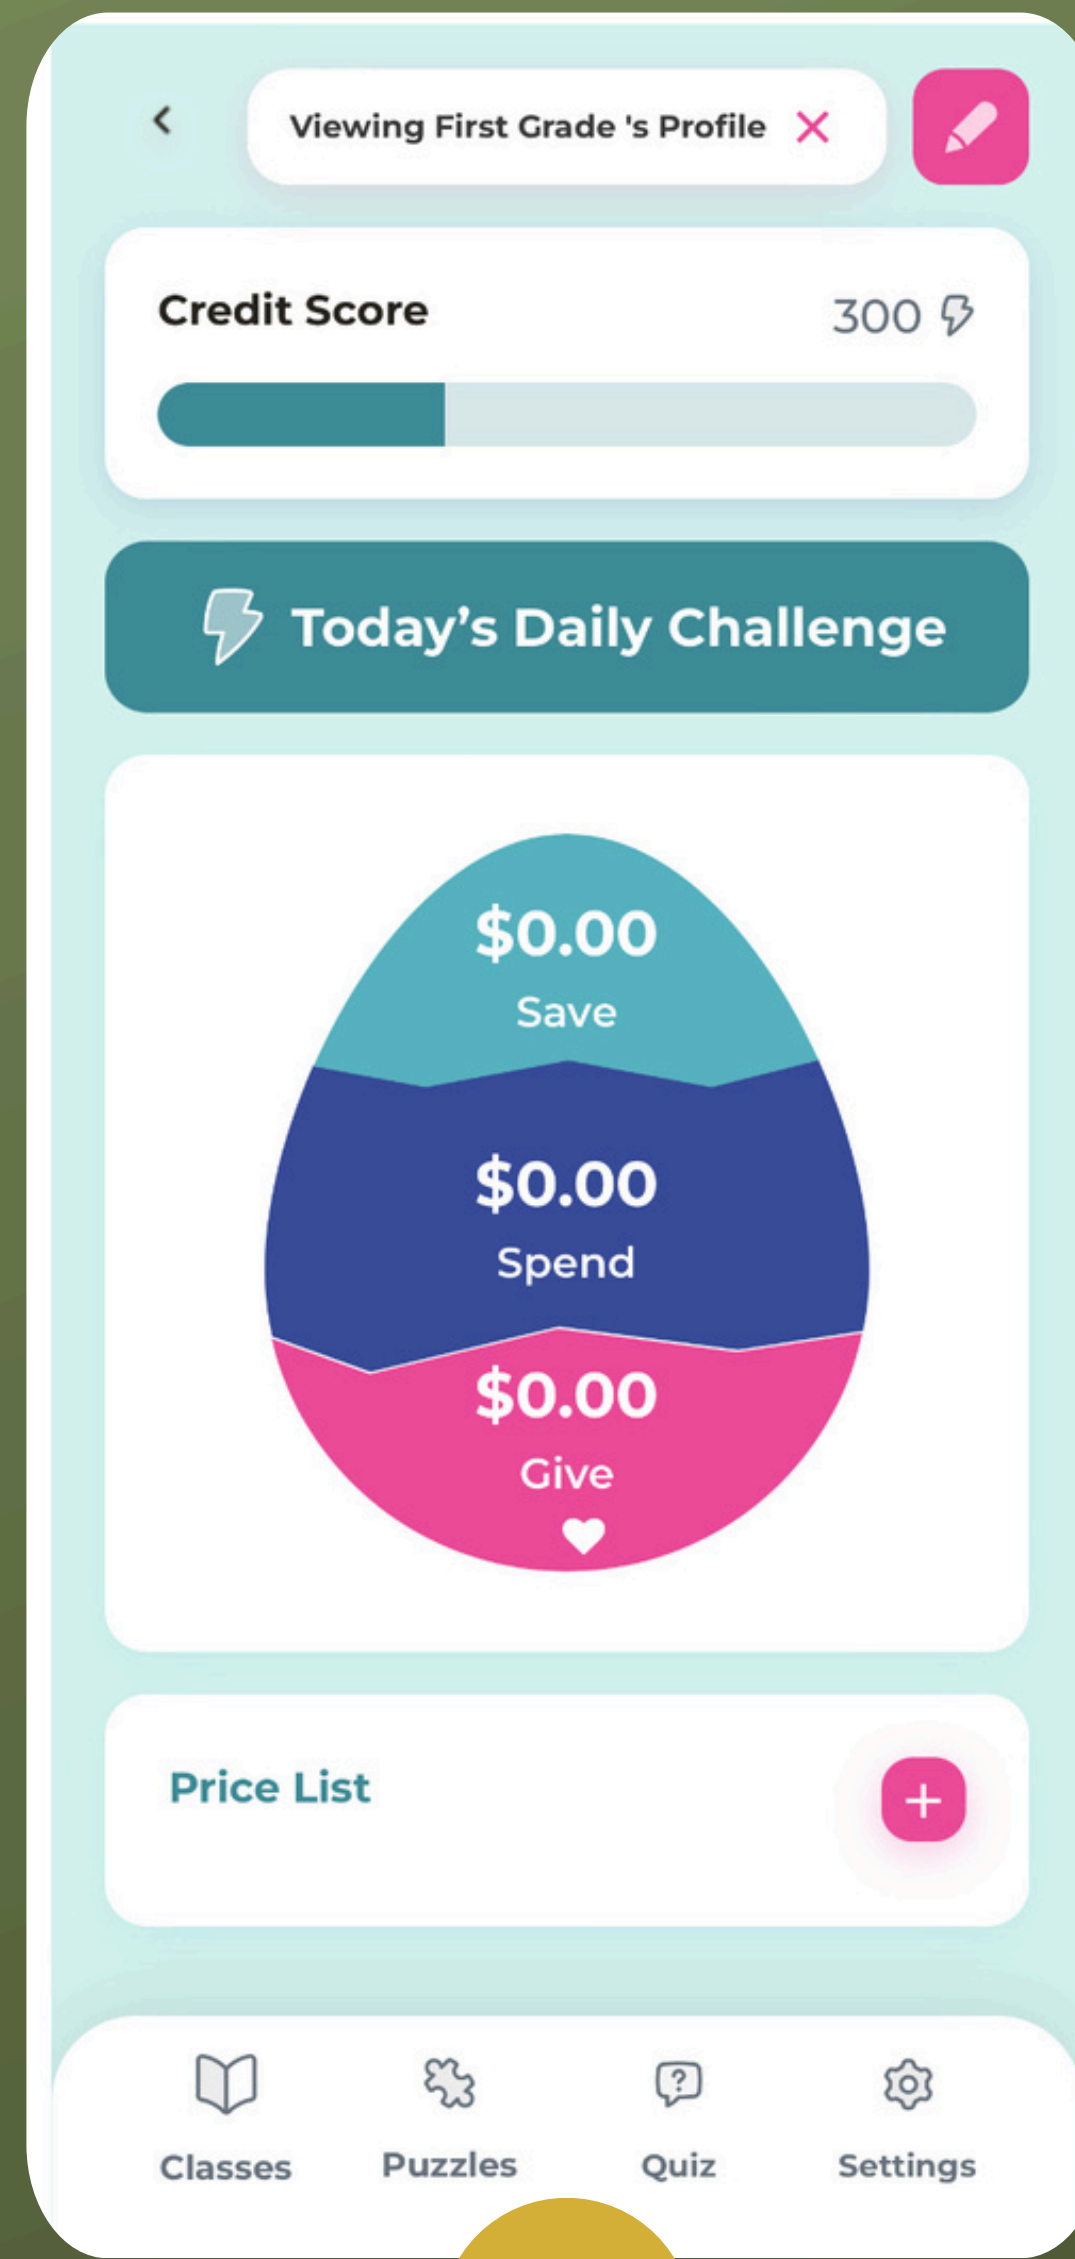 Viewing First Grade 's Profile
Credit Score
300
Today’s Daily Challenge
$0.00
Save
$0.00
Spend
$0.00
Give
Price List
Classes
Puzzles
Quiz
Settings